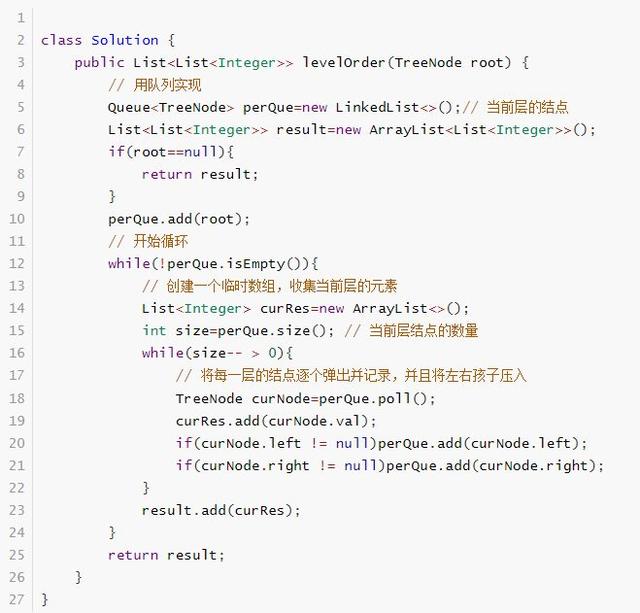 1
2 class Solution {
3     public List<List<Integer>> levelOrder(TreeNode root) {
4         // 用队列实现
5         Queue<TreeNode> perQue=new LinkedList<>();// 当前层的结点
6         List<List<Integer>> result=new ArrayList<List<Integer>>();
7         if(root==null){
8             return result;
9         }
10         perQue.add(root);
11         // 开始循环
12         while(!perQue.isEmpty()){
13             // 创建一个临时数组，收集当前层的元素
14             List<Integer> curRes=new ArrayList<>();
15             int size=perQue.size(); // 当前层结点的数量
16             while(size-- > 0){
17                 // 将每一层的结点逐个弹出并记录，并且将左右孩子压入
18                 TreeNode curNode=perQue.poll();
19                 curRes.add(curNode.val);
20                 if(curNode.left != null)perQue.add(curNode.left);
21                 if(curNode.right != null)perQue.add(curNode.right);
22             }
23             result.add(curRes);
24         }
25         return result;
26     }
27 }